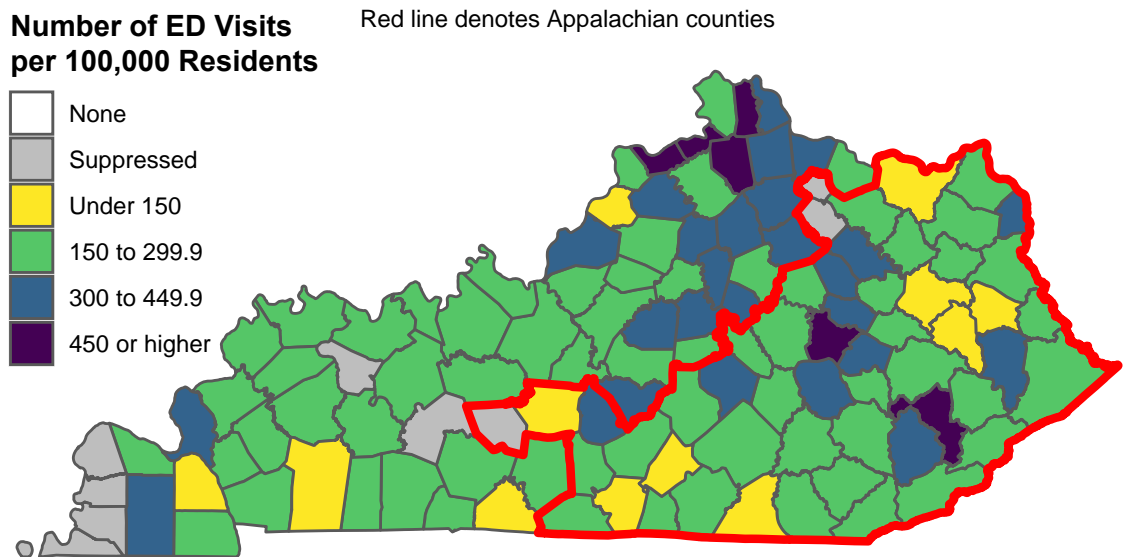 Number of ED Visits
per 100,000 Residents
Red line denotes Appalachian counties
None
Suppressed
Under 150
150 to 299.9
300 to 449.9
450 or higher